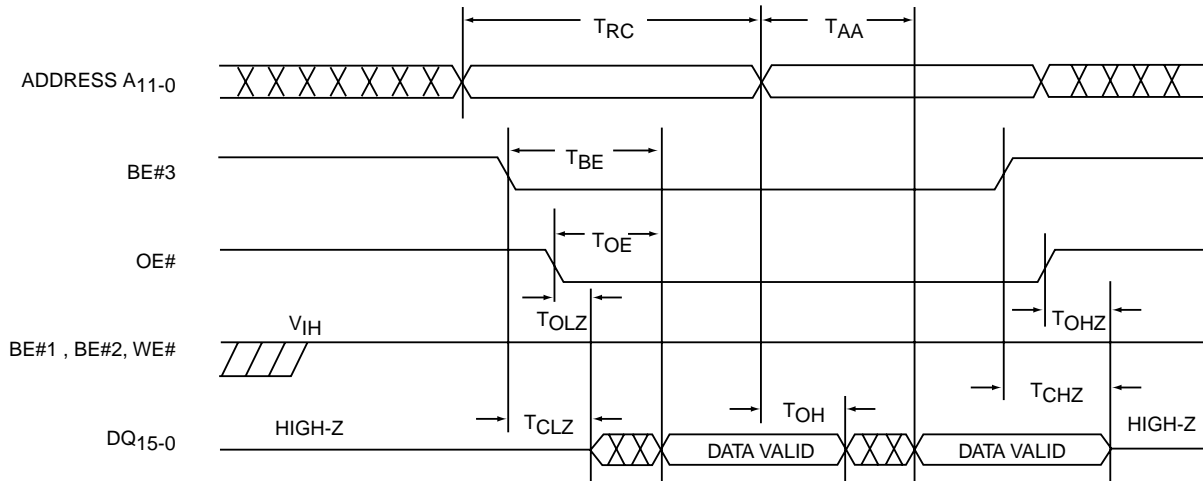 TRC TAA
ADDRESS A11-0
TBE
BE#3
TOE
OE#
TOLZ TOHZ
VIH
BE#1 , BE#2, WE#
TCLZ TOH TCHZ
HIGH-Z HIGH-Z
DQ15-0 DATA VALID DATA VALID